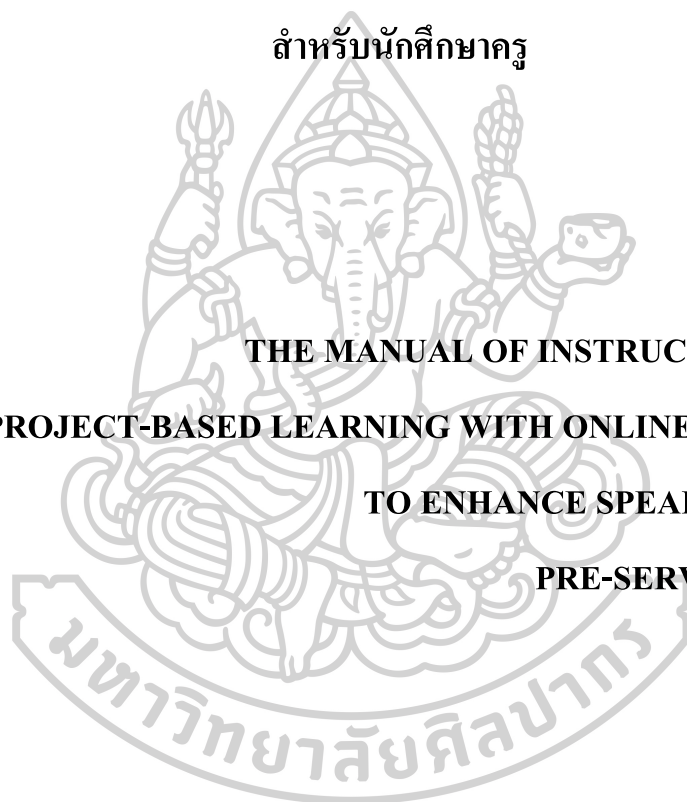 สำหรับนักศึกษาครู
THE MANUAL OF INSTRUC
PROJECT-BASED LEARNING WITH ONLINE
TO ENHANCE SPEA
PRE-SERV
มหาวิทยาลัยศิลปากร